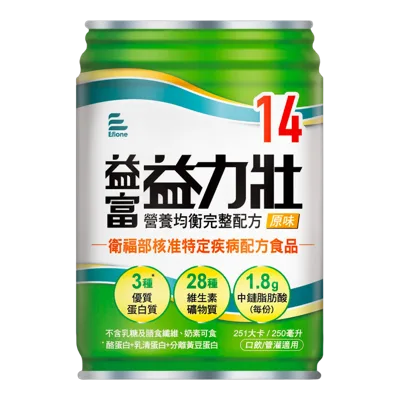 14
Efione
益富
益力壯
營養均衡完整配方 原味
衛福部核准特定疾病配方食品
3種*
優質
蛋白質
28種
維生素
礦物質
1.8g
中鏈脂肪酸
(每份)
不含乳糖及膳食纖維、奶素可食
*酪蛋白+乳清蛋白+分離黃豆蛋白
251大卡/250毫升
口飲/管灌適用